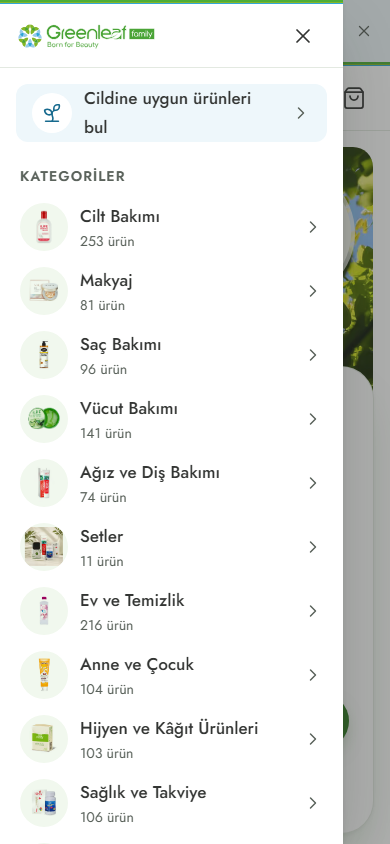 Greenleaf family
Born for Beauty
Cildine uygun ürünleri
bul
KATEGORİLER
Cilt Bakımı
253 ürün
Makyaj
81 ürün
Saç Bakımı
96 ürün
Vücut Bakımı
141 ürün
Ağız ve Diş Bakımı
74 ürün
Setler
11 ürün
Ev ve Temizlik
216 ürün
Anne ve Çocuk
104 ürün
Hijyen ve Kâğıt Ürünleri
103 ürün
Sağlık ve Takviye
106 ürün